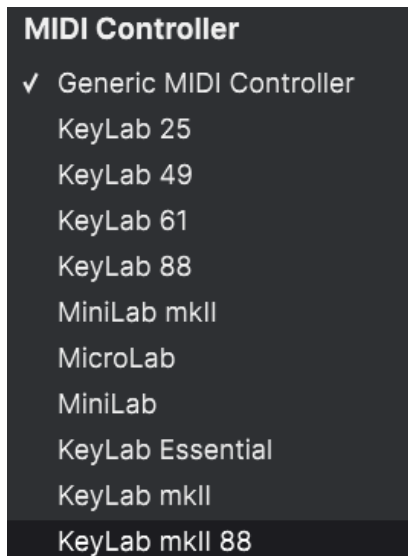 MIDI Controller
✓ Generic MIDI Controller
KeyLab 25
KeyLab 49
KeyLab 61
KeyLab 88
MiniLab mkII
MicroLab
MiniLab
KeyLab Essential
KeyLab mkII
KeyLab mkII 88